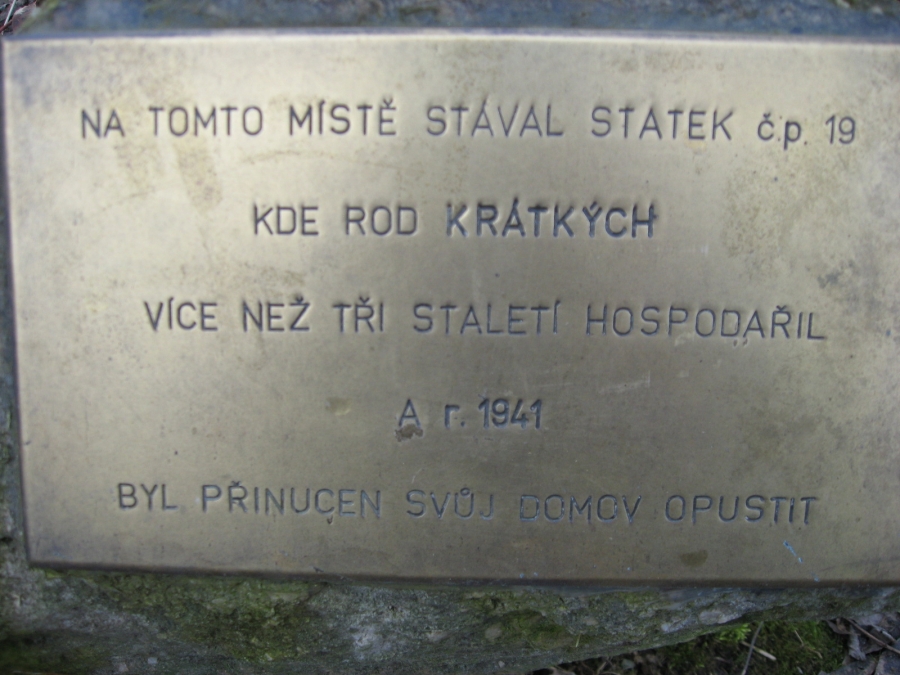 NA TOMTO MÍSTĚ STÁVAL STATEK č.p. 19
KDE ROD KRÁTKÝCH
VÍCE NEŽ TŘI STALETÍ HOSPODAŘIL
A r. 1941
BYL PŘINUCEN SVŮJ DOMOV OPUSTIT